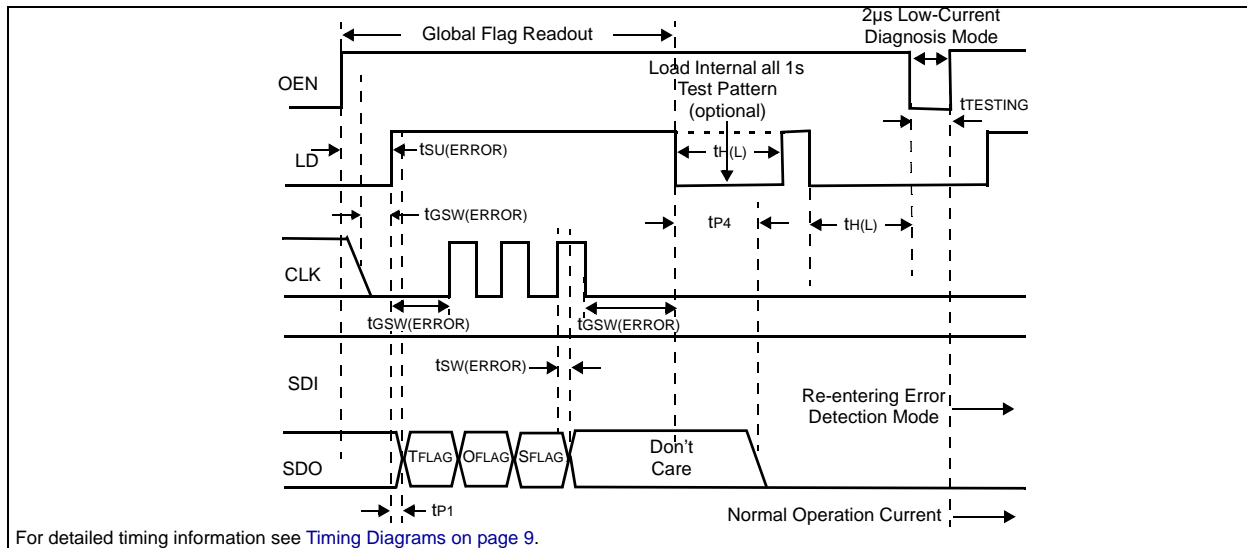 2µs Low-Current
Diagnosis Mode
Global Flag Readout
OEN
Load Internal all 1s
Test Pattern
(optional)
tTESTING
LD
tSU(ERROR)
tH(L)
tGSW(ERROR)
tP4
tH(L)
CLK
tGSW(ERROR)
tGSW(ERROR)
tSW(ERROR)
SDI
Re-entering Error
Detection Mode
SDO
TFLAG
OFLAG
SFLAG
Don't
Care
tP1
Normal Operation Current
For detailed timing information see Timing Diagrams on page 9.